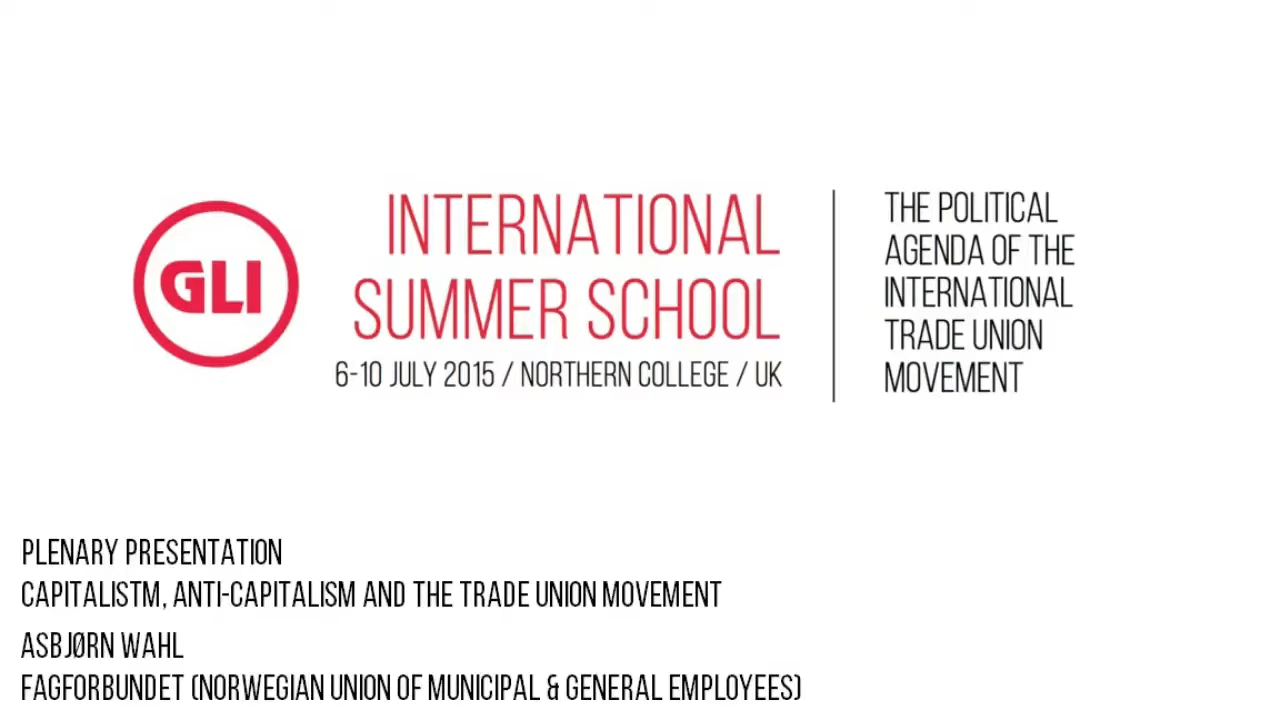 GLI
INTERNATIONAL
SUMMER SCHOOL
6-10 JULY 2015 / NORTHERN COLLEGE / UK
THE POLITICAL
AGENDA OF THE
INTERNATIONAL
TRADE UNION
MOVEMENT
PLENARY PRESENTATION
CAPITALISTM, ANTI-CAPITALISM AND THE TRADE UNION MOVEMENT
ASBJØRN WAHL
FAGFORBUNDET (NORWEGIAN UNION OF MUNICIPAL & GENERAL EMPLOYEES)